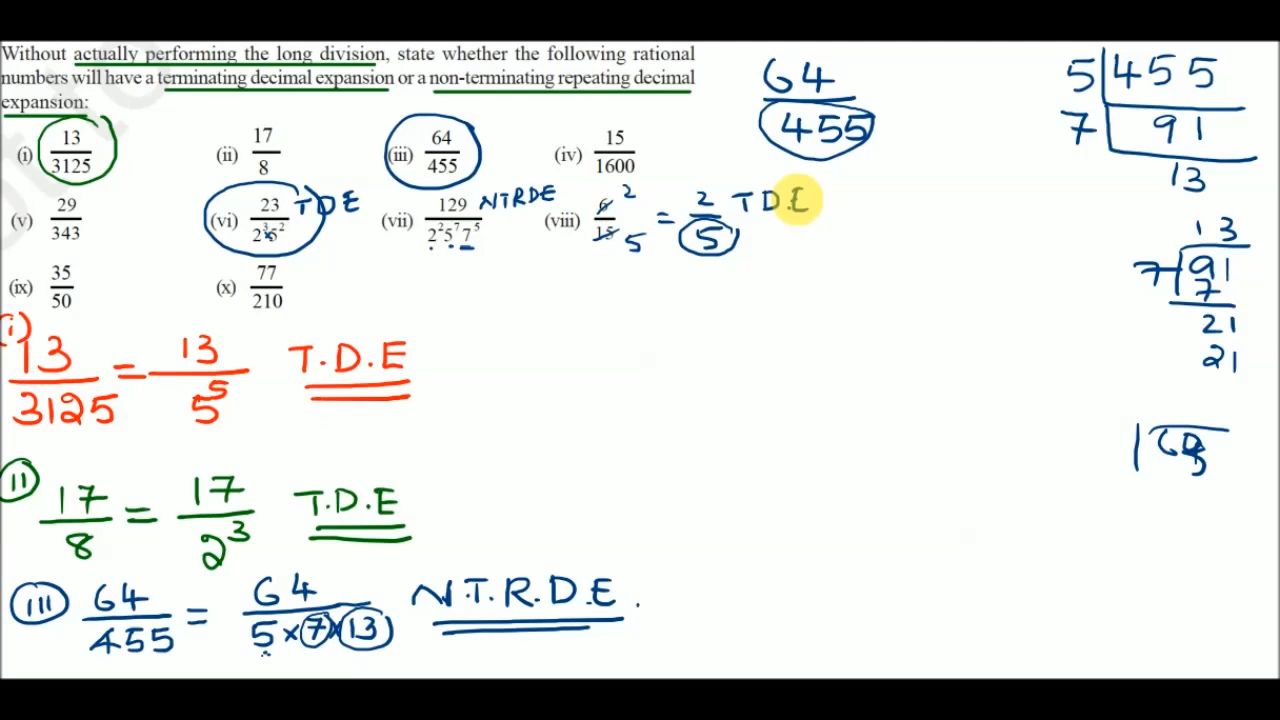 Without actually performing the long division, state whether the following rational
numbers will have a terminating decimal expansion or a non-terminating repeating decimal
expansion:
(i) 13/3125 (ii) 17/8 (iii) 64/455 (iv) 15/1600
(v) 29/343 (vi) 23/2³5² TDE (vii) 129/2²5⁷7⁵ NTRDE (viii) 6/15 2 5 = 2/5 T D.E
(ix) 35/50 (x) 77/210
64/455
5 455
7 91
13
13
7 91
7
21
21
(i)
13/3125 = 13/5⁵ T.D.E
(ii)
17/8 = 17/2³ T.D.E
(iii) 64/455 = 64/5×7×13 N.T.R.D.E.